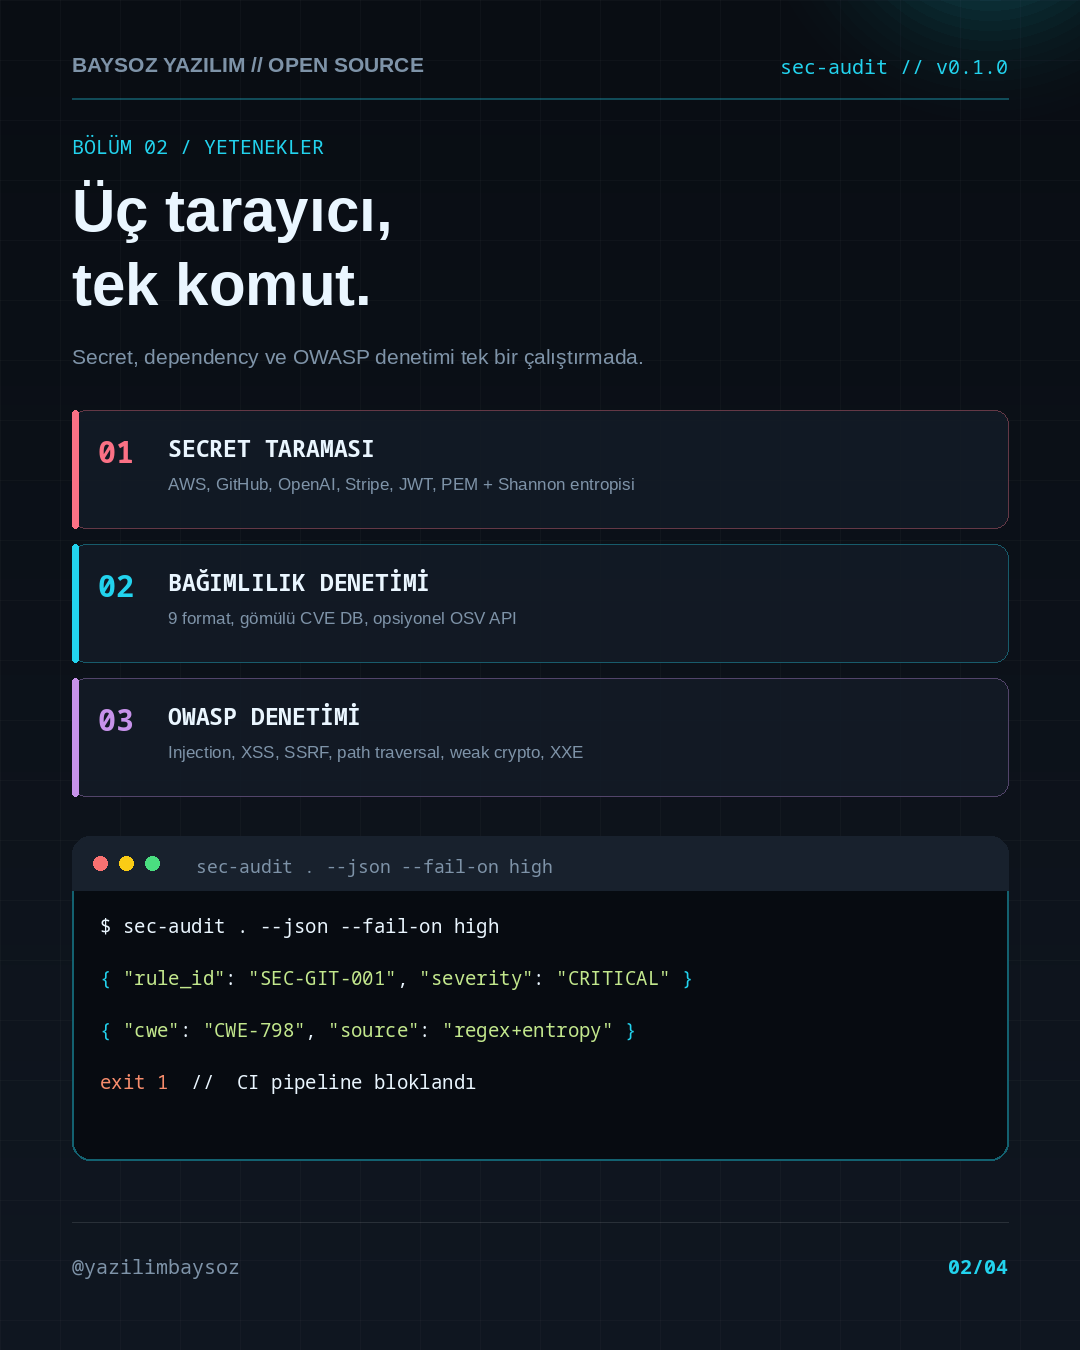 BAYSOZ YAZILIM // OPEN SOURCE
sec-audit // v0.1.0
BÖLÜM 02 / YETENEKLER
Üç tarayıcı,
tek komut.
Secret, dependency ve OWASP denetimi tek bir çalıştırmada.
01
SECRET TARAMASI
AWS, GitHub, OpenAI, Stripe, JWT, PEM + Shannon entropisi
02
BAĞIMLILIK DENETİMİ
9 format, gömülü CVE DB, opsiyonel OSV API
03
OWASP DENETİMİ
Injection, XSS, SSRF, path traversal, weak crypto, XXE
sec-audit . --json --fail-on high
$ sec-audit . --json --fail-on high
{ "rule_id": "SEC-GIT-001", "severity": "CRITICAL" }
{ "cwe": "CWE-798", "source": "regex+entropy" }
exit 1  //  CI pipeline bloklandı
@yazilimbaysoz
02/04